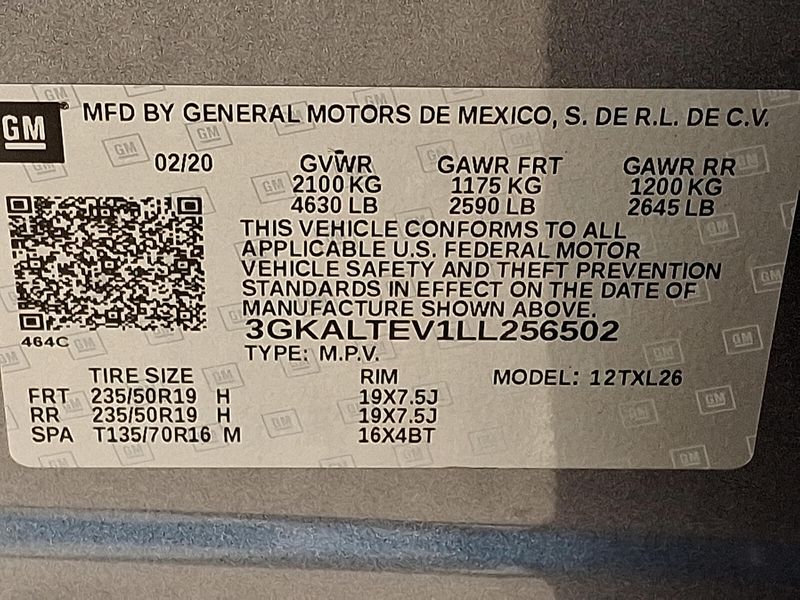 GM
MFD BY GENERAL MOTORS DE MEXICO, S. DE R.L. DE C.V.
02/20 GVWR GAWR FRT GAWR RR
2100 KG 1175 KG 1200 KG
4630 LB 2590 LB 2645 LB
THIS VEHICLE CONFORMS TO ALL
APPLICABLE U.S. FEDERAL MOTOR
VEHICLE SAFETY AND THEFT PREVENTION
STANDARDS IN EFFECT ON THE DATE OF
MANUFACTURE SHOWN ABOVE.
3GKALTEV1LL256502
464C
TYPE: M.P.V.
TIRE SIZE RIM MODEL: 12TXL26
FRT 235/50R19 H 19X7.5J
RR 235/50R19 H 19X7.5J
SPA T135/70R16 M 16X4BT